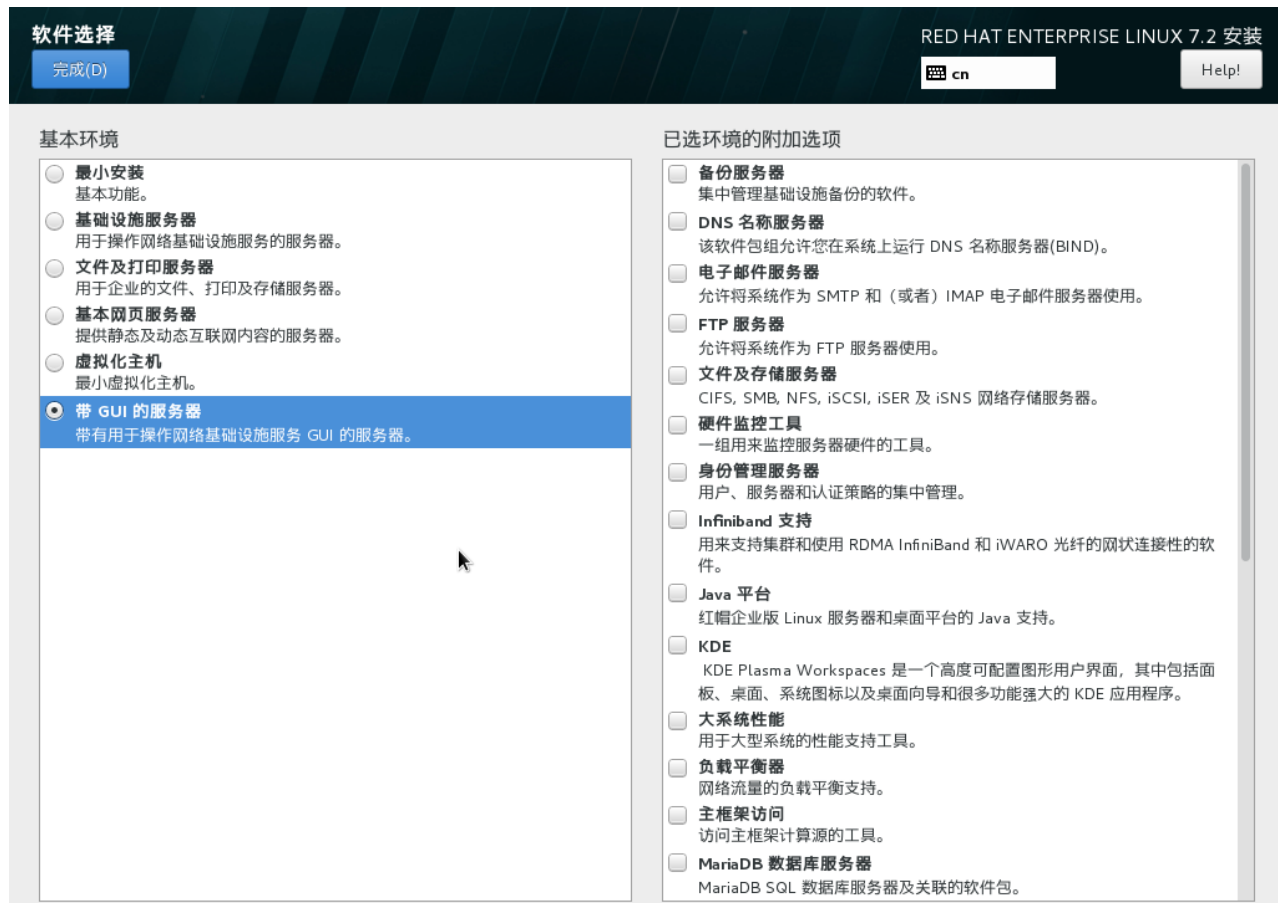 软件选择
完成(D)
RED HAT ENTERPRISE LINUX 7.2 安装
cn
Help!
基本环境
最小安装
基本功能。
基础设施服务器
用于操作网络基础设施服务的服务器。
文件及打印服务器
用于企业的文件、打印及存储服务器。
基本网页服务器
提供静态及动态互联网内容的服务器。
虚拟化主机
最小虚拟化主机。
带 GUI 的服务器
带有用于操作网络基础设施服务 GUI 的服务器。
已选环境的附加选项
备份服务器
集中管理基础设施备份的软件。
DNS 名称服务器
该软件包组允许您在系统上运行 DNS 名称服务器(BIND)。
电子邮件服务器
允许将系统作为 SMTP 和（或者）IMAP 电子邮件服务器使用。
FTP 服务器
允许将系统作为 FTP 服务器使用。
文件及存储服务器
CIFS, SMB, NFS, iSCSI, iSER 及 iSNS 网络存储服务器。
硬件监控工具
一组用来监控服务器硬件的工具。
身份管理服务器
用户、服务器和认证策略的集中管理。
Infiniband 支持
用来支持集群和使用 RDMA InfiniBand 和 iWARO 光纤的网状连接性的软
件。
Java 平台
红帽企业版 Linux 服务器和桌面平台的 Java 支持。
KDE
KDE Plasma Workspaces 是一个高度可配置图形用户界面，其中包括面
板、桌面、系统图标以及桌面向导和很多功能强大的 KDE 应用程序。
大系统性能
用于大型系统的性能支持工具。
负载平衡器
网络流量的负载平衡支持。
主框架访问
访问主框架计算源的工具。
MariaDB 数据库服务器
MariaDB SQL 数据库服务器及关联的软件包。